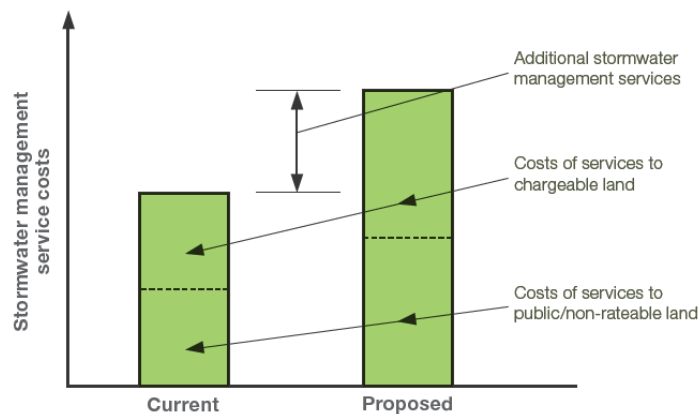 Additional stormwater
management services
Stormwater management
service costs
Costs of services to
chargeable land
Costs of services to
public/non-rateable land
Current
Proposed